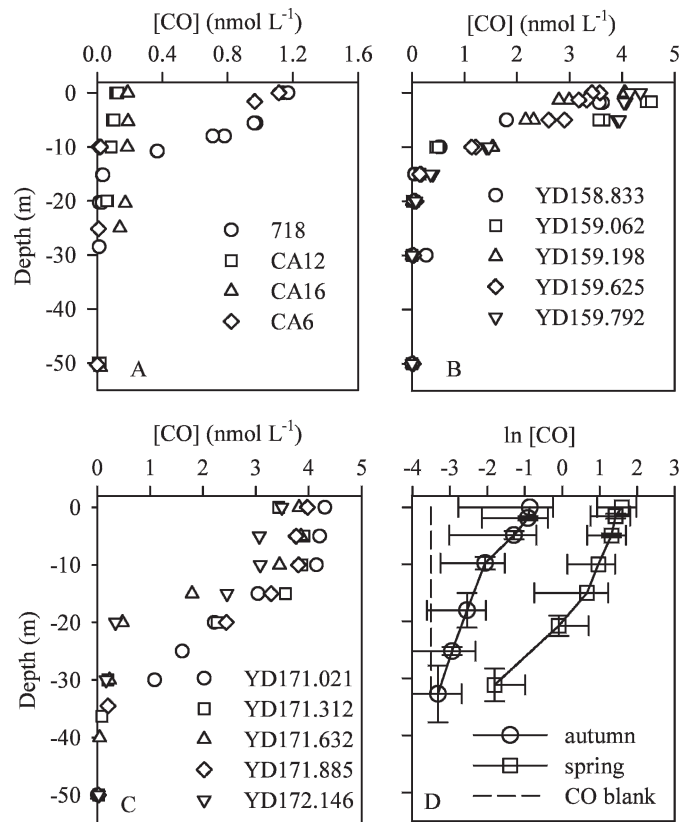 [CO] (nmol L-1)
0.0 0.4 0.8 1.2 1.6
Depth (m)
0
-10
-20
-30
-40
-50
718
CA12
CA16
CA6
A
[CO] (nmol L-1)
0 1 2 3 4 5
YD158.833
YD159.062
YD159.198
YD159.625
YD159.792
B
[CO] (nmol L-1)
0 1 2 3 4 5
Depth (m)
0
-10
-20
-30
-40
-50
YD171.021
YD171.312
YD171.632
YD171.885
YD172.146
C
ln [CO]
-4 -3 -2 -1 0 1 2
autumn
spring
CO blank
D